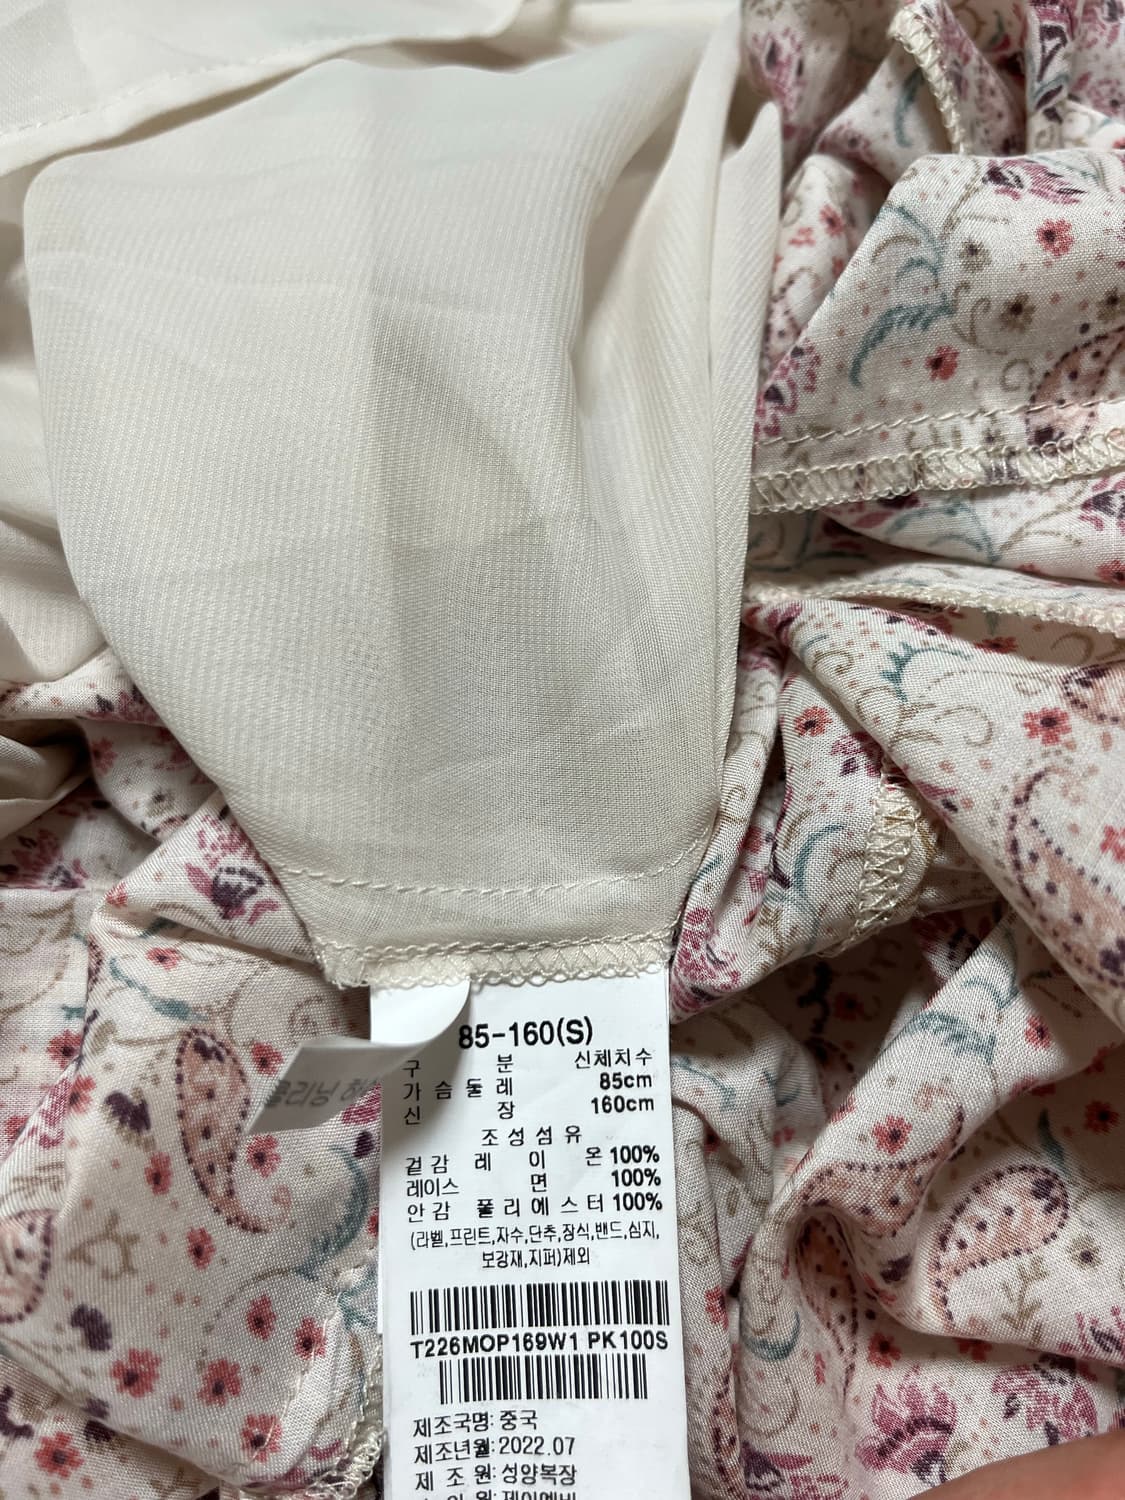 85-160(S)
구 분 신체치수
가슴둘레 85cm
신 장 160cm
조성섬유
겉감 레이온 100%
레이스 면 100%
안감 폴리에스터 100%
(라벨,프린트,자수,단추,장식,밴드,심지,
보강재,지퍼)제외
T226MOP169W1 PK100S
제조국명: 중국
제조년월: 2022.07
제 조 원: 성양복장